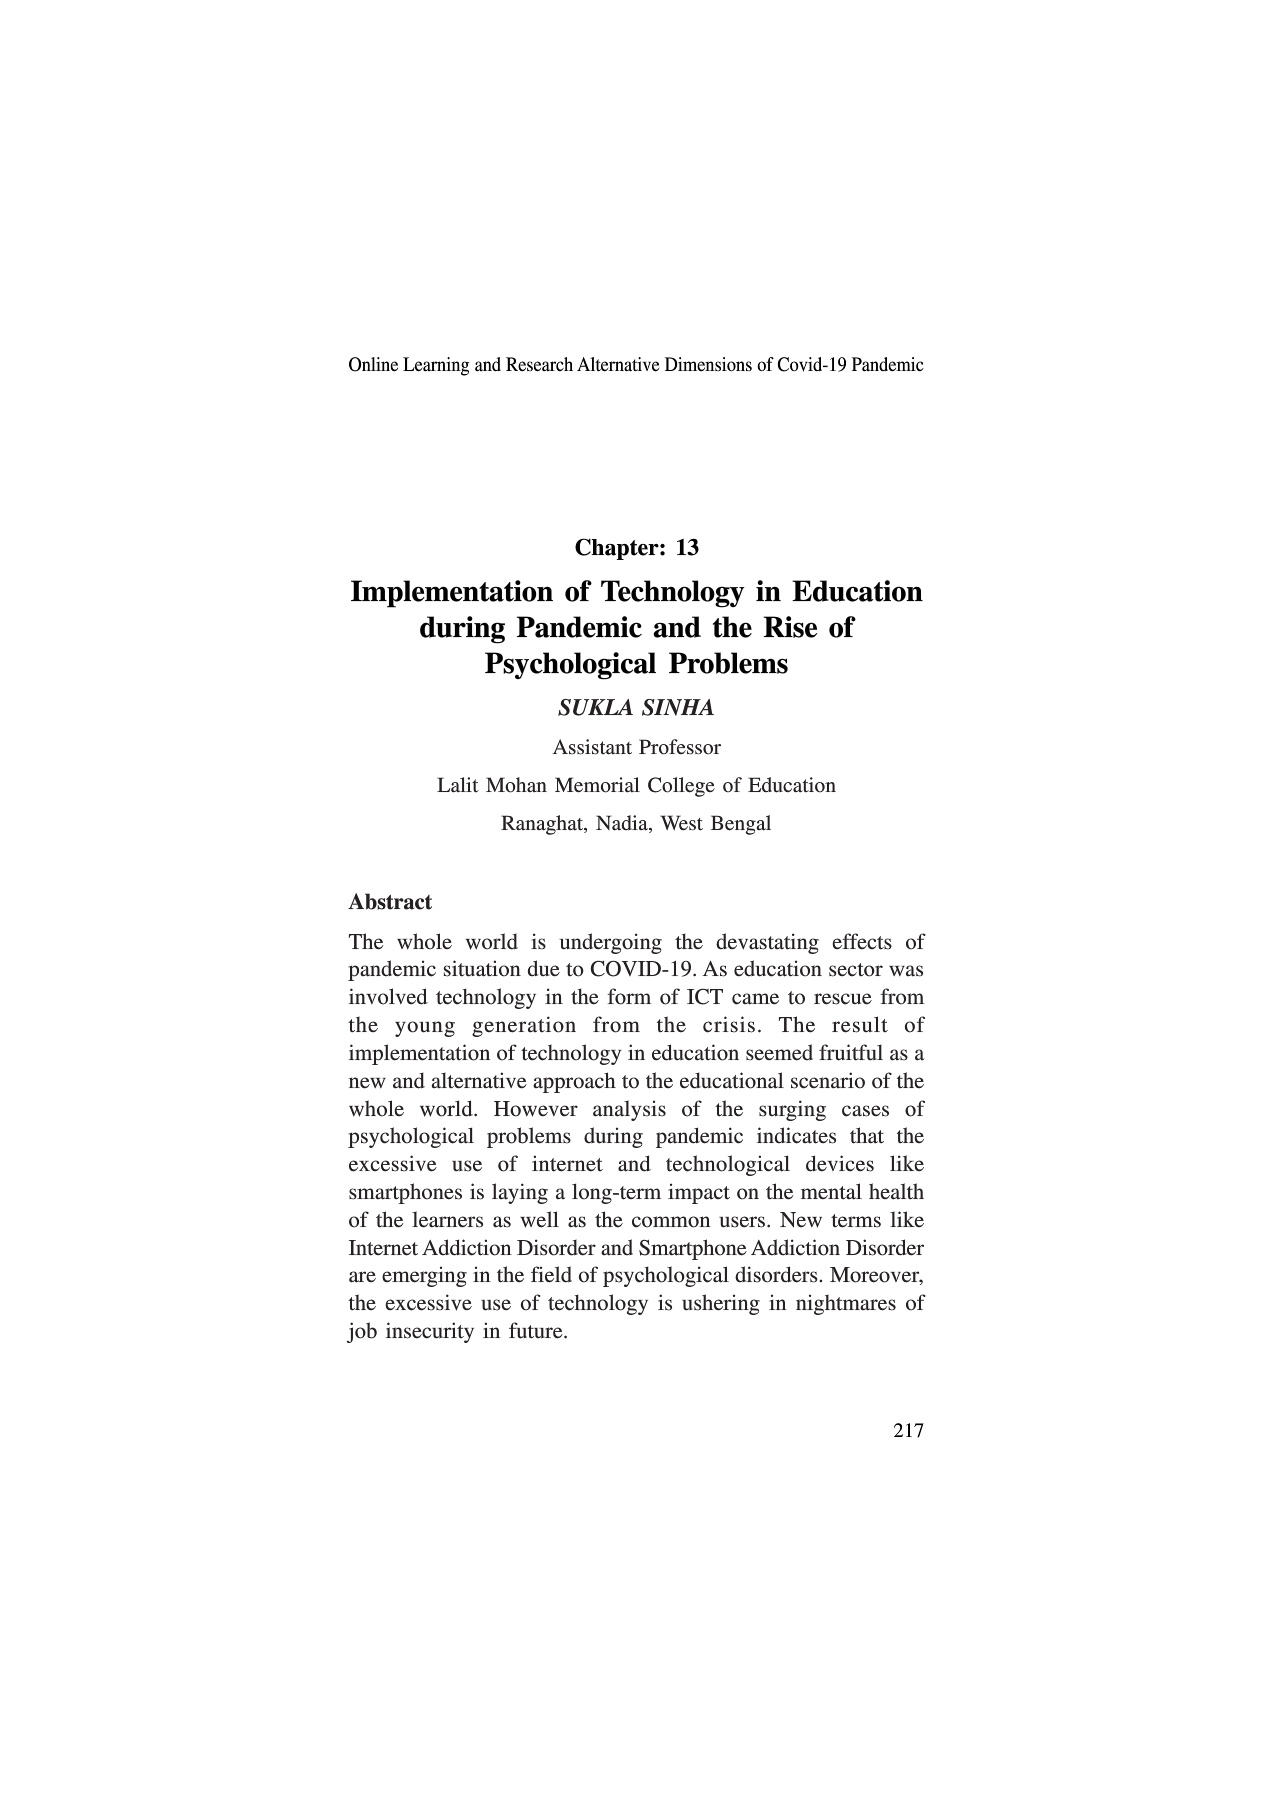 Online Learning and Research Alternative Dimensions of Covid-19 Pandemic
Chapter: 13
Implementation of Technology in Education
during Pandemic and the Rise of
Psychological Problems
SUKLA SINHA
Assistant Professor
Lalit Mohan Memorial College of Education
Ranaghat, Nadia, West Bengal
Abstract
The whole world is undergoing the devastating effects of
pandemic situation due to COVID-19. As education sector was
involved technology in the form of ICT came to rescue from
the young generation from the crisis. The result of
implementation of technology in education seemed fruitful as a
new and alternative approach to the educational scenario of the
whole world. However analysis of the surging cases of
psychological problems during pandemic indicates that the
excessive use of internet and technological devices like
smartphones is laying a long-term impact on the mental health
of the learners as well as the common users. New terms like
Internet Addiction Disorder and Smartphone Addiction Disorder
are emerging in the field of psychological disorders. Moreover,
the excessive use of technology is ushering in nightmares of
job insecurity in future.
217